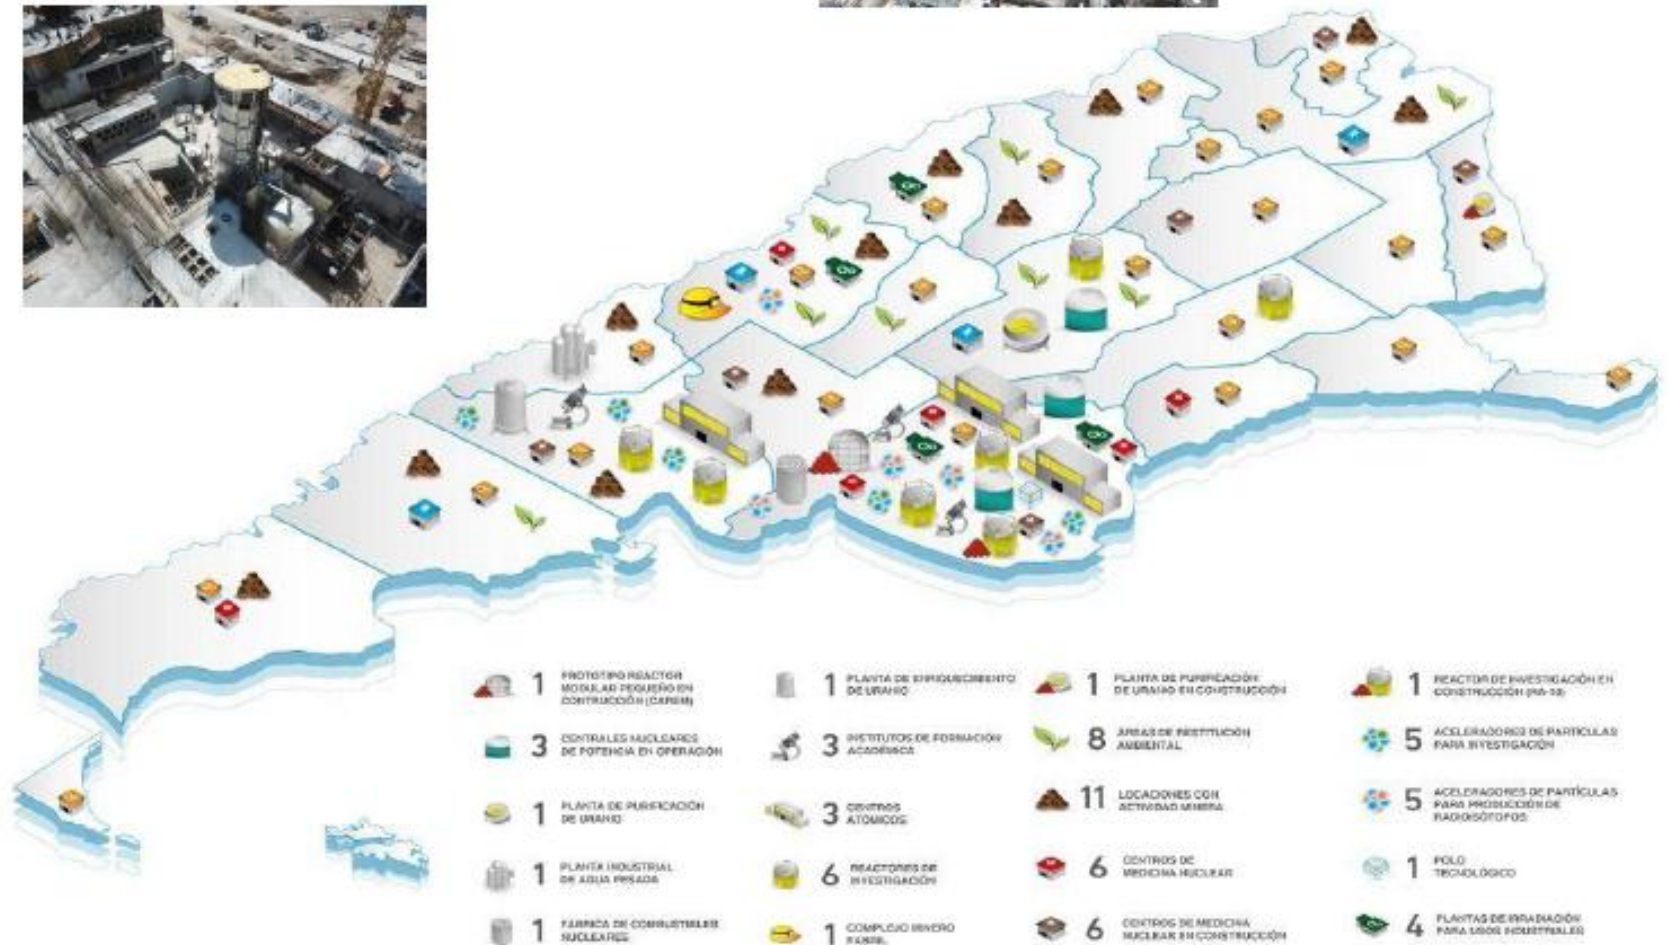 1 PROTOTIPO REACTOR
MODULAR PEQUEÑO EN
CONTRUCCIÓN (CAREM)
1 PLANTA DE ENRIQUECIMIENTO
DE URANIO
1 PLANTA DE PURIFICACIÓN
DE URANIO EN CONSTRUCCIÓN
1 REACTOR DE INVESTIGACIÓN EN
CONSTRUCCIÓN (RA-10)
3 CENTRALES NUCLEARES
DE POTENCIA EN OPERACIÓN
3 INSTITUTOS DE FORMACIÓN
ACADÉMICA
8 ÁREAS DE RESTITUCIÓN
AMBIENTAL
5 ACELERADORES DE PARTÍCULAS
PARA INVESTIGACIÓN
1 PLANTA DE PURIFICACIÓN
DE URANIO
3 CENTROS
ATÓMICOS
11 LOCACIONES CON
ACTIVIDAD MINERA
5 ACELERADORES DE PARTÍCULAS
PARA PRODUCCIÓN DE
RADIOISÓTOPOS
1 PLANTA INDUSTRIAL
DE AGUA PESADA
6 REACTORES DE
INVESTIGACIÓN
6 CENTROS DE
MEDICINA NUCLEAR
1 POLO
TECNOLÓGICO
1 FÁBRICA DE COMBUSTIBLES
NUCLEARES
1 COMPLEJO MINERO
FABRIL
6 CENTROS DE MEDICINA
NUCLEAR EN CONSTRUCCIÓN
4 PLANTAS DE IRRADIACIÓN
PARA USOS INDUSTRIALES